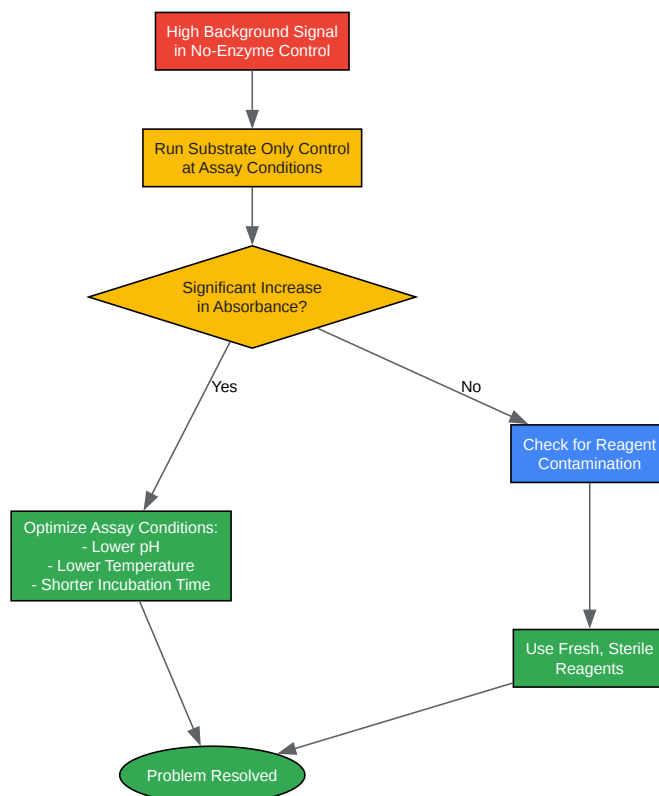 High Background Signal
in No-Enzyme Control
Run Substrate Only Control
at Assay Conditions
Significant Increase
in Absorbance?
Yes
No
Check for Reagent
Contamination
Optimize Assay Conditions:
- Lower pH
- Lower Temperature
- Shorter Incubation Time
Use Fresh, Sterile
Reagents
Problem Resolved